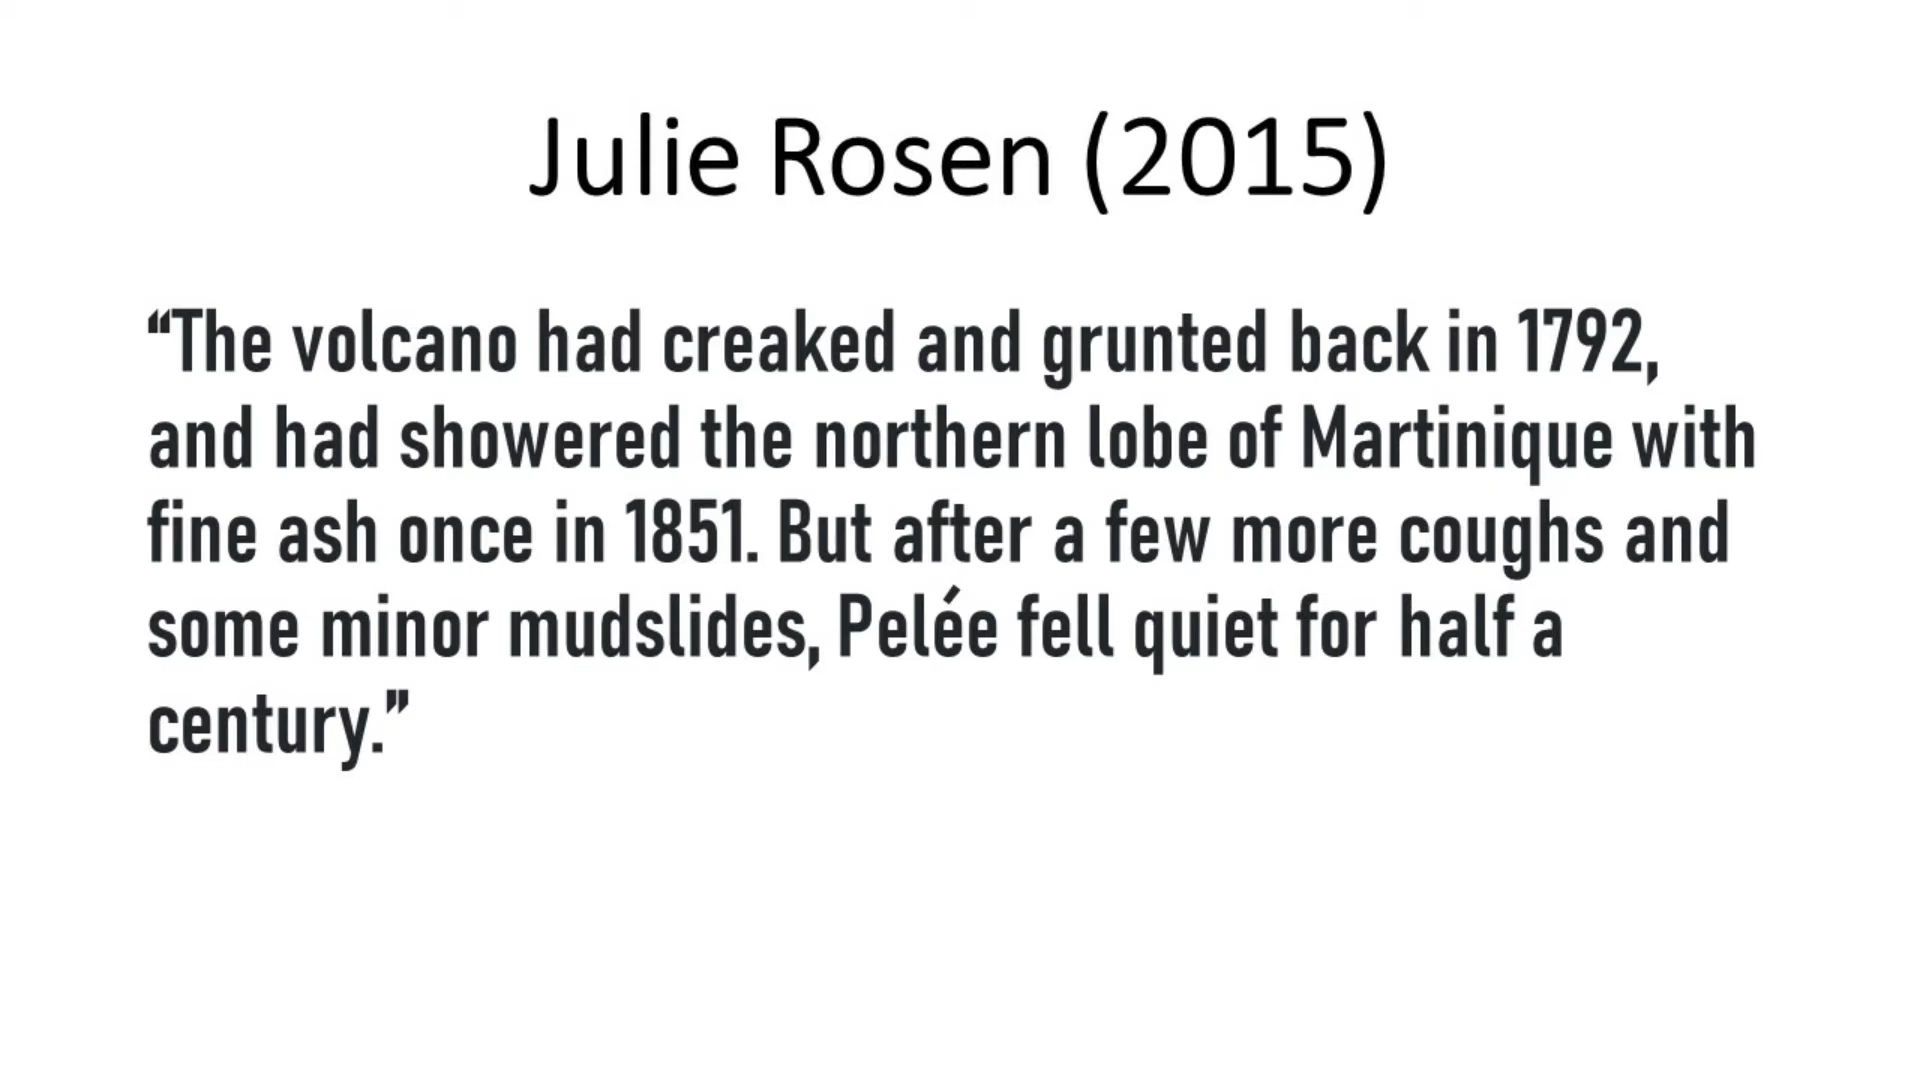 Julie Rosen (2015)
“The volcano had creaked and grunted back in 1792,
and had showered the northern lobe of Martinique with
fine ash once in 1851. But after a few more coughs and
some minor mudslides, Pelée fell quiet for half a
century.”